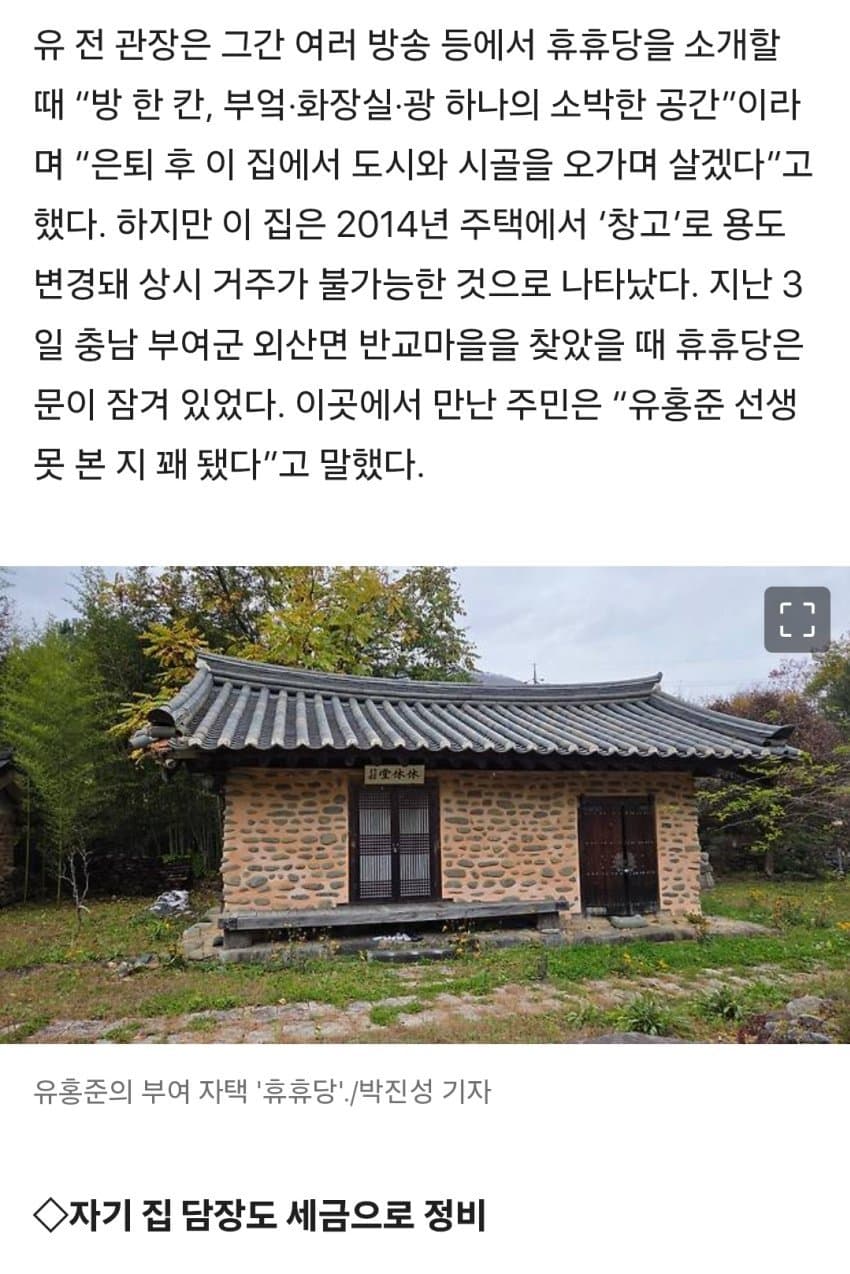 유 전 관장은 그간 여러 방송 등에서 휴휴당을 소개할
때 “방 한 칸, 부엌·화장실·광 하나의 소박한 공간”이라
며 “은퇴 후 이 집에서 도시와 시골을 오가며 살겠다”고
했다. 하지만 이 집은 2014년 주택에서 ‘창고’로 용도
변경돼 상시 거주가 불가능한 것으로 나타났다. 지난 3
일 충남 부여군 외산면 반교마을을 찾았을 때 휴휴당은
문이 잠겨 있었다. 이곳에서 만난 주민은 “유홍준 선생
못 본 지 꽤 됐다”고 말했다.
堂休休
유홍준의 부여 자택 '휴휴당'./박진성 기자
◇자기 집 담장도 세금으로 정비